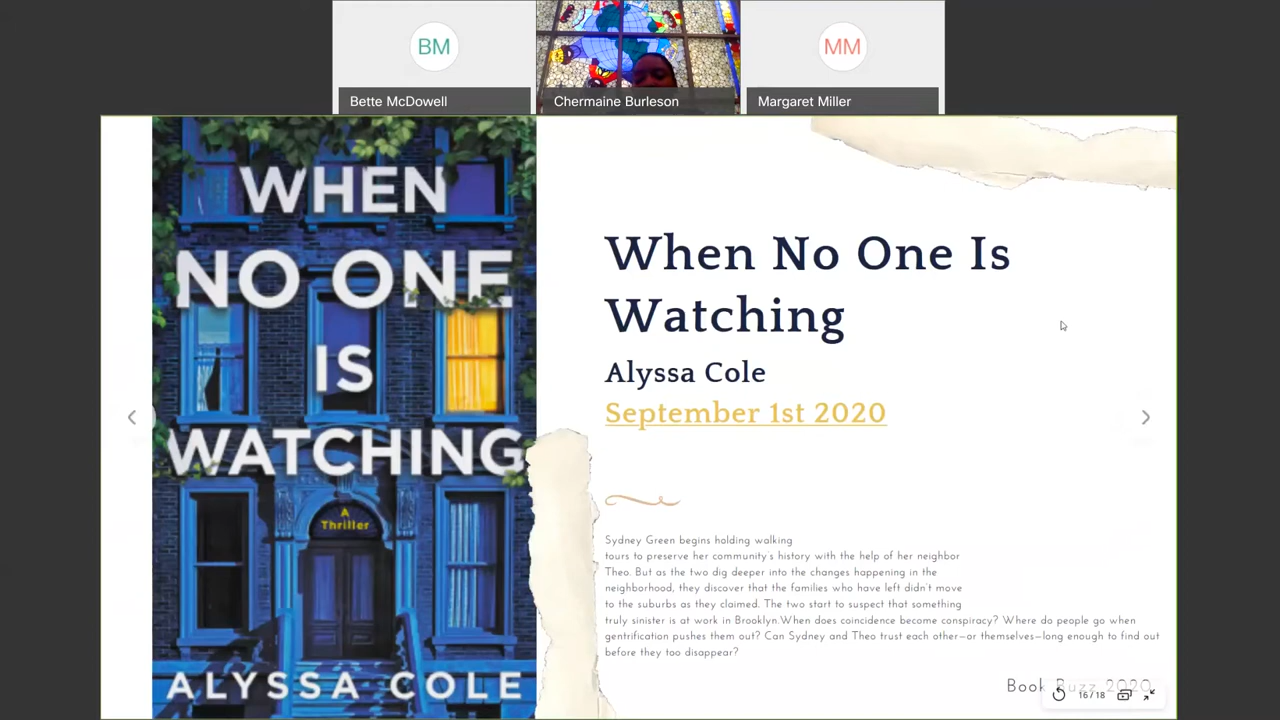 BM
MM
Bette McDowell
Chermaine Burleson
Margaret Miller
WHEN
NO ONE
IS
WATCHING
A
Thriller
ALYSSA COLE
When No One Is
Watching
Alyssa Cole
September 1st 2020
Sydney Green begins holding walking
tours to preserve her community's history with the help of her neighbor
Theo. But as the two dig deeper into the changes happening in the
neighborhood, they discover that the families who have left didn't move
to the suburbs as they claimed. The two start to suspect that something
truly sinister is at work in Brooklyn.When does coincidence become conspiracy? Where do people go when
gentrification pushes them out? Can Sydney and Theo trust each other—or themselves—long enough to find out
before they too disappear?
Book Buzz 2020
16 / 18